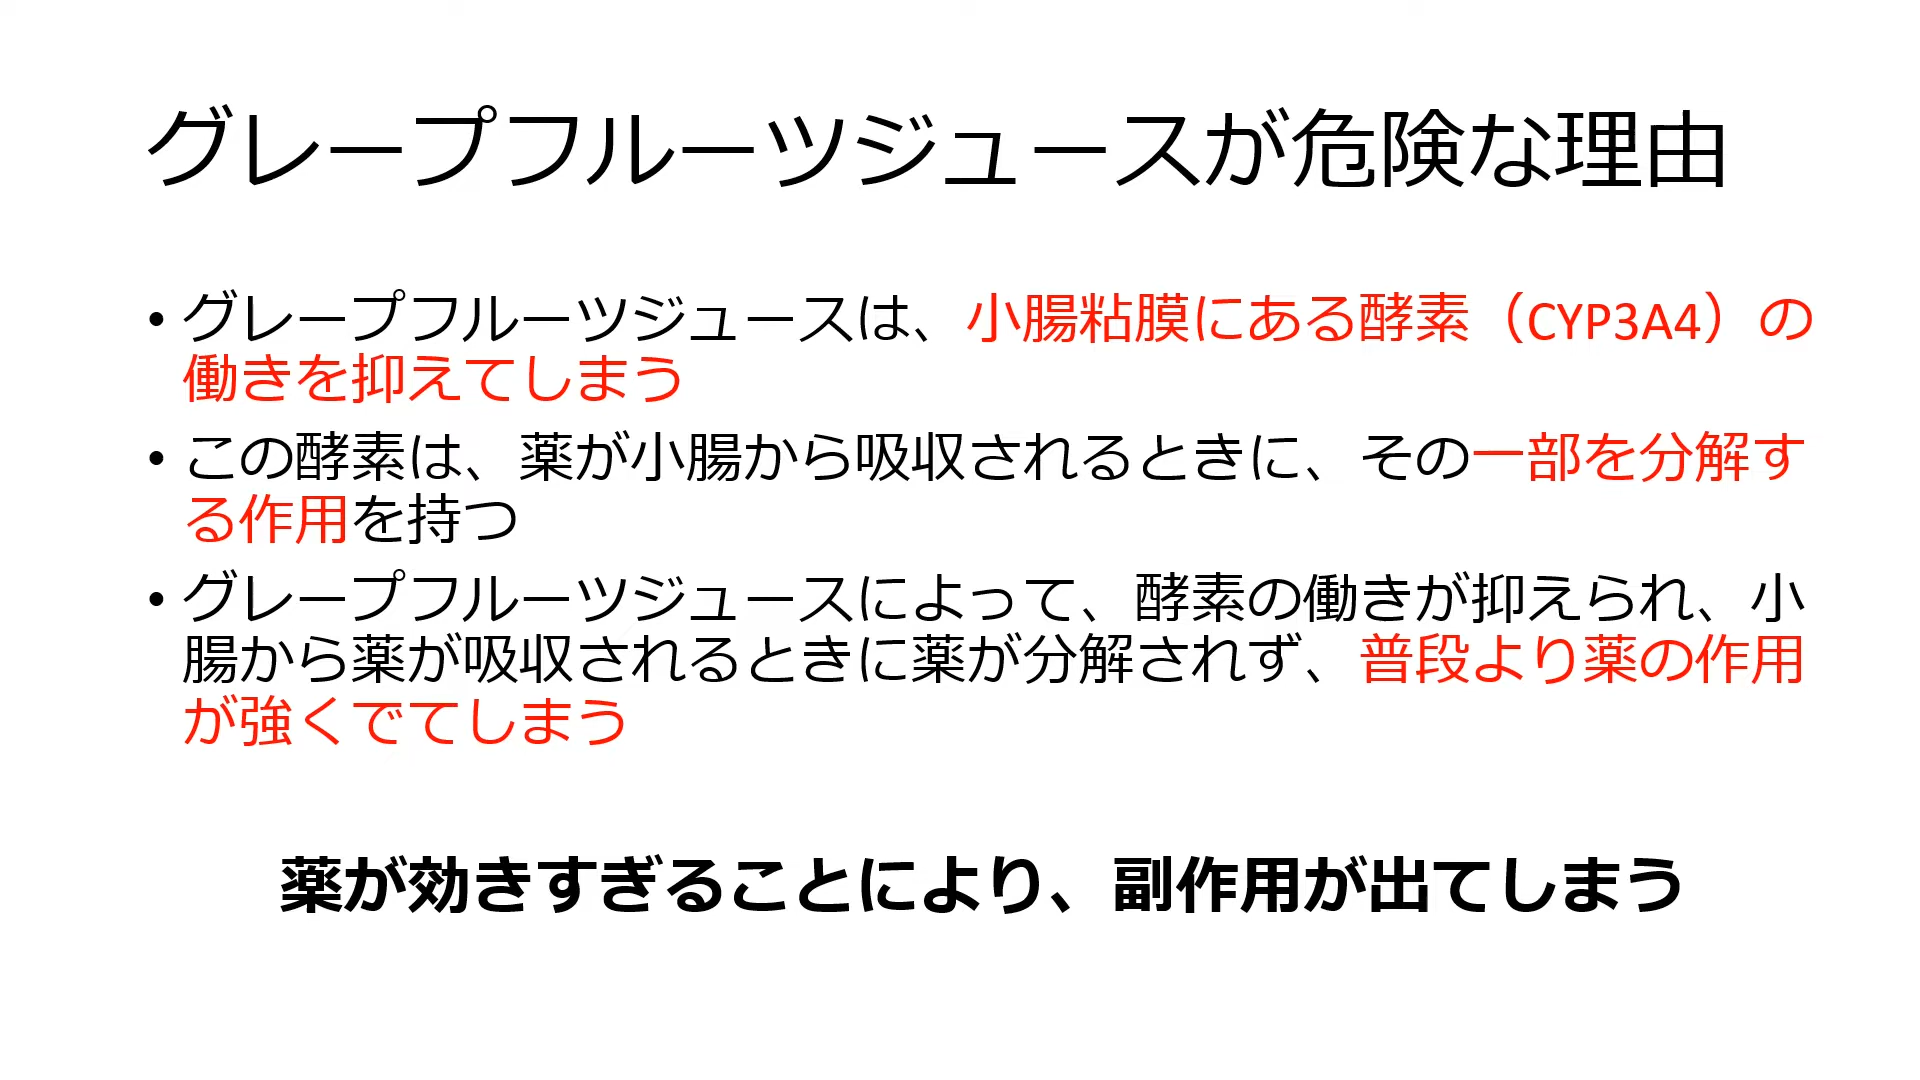 グレープフルーツジュースが危険な理由
• グレープフルーツジュースは、小腸粘膜にある酵素（CYP3A4）の
働きを抑えてしまう
• この酵素は、薬が小腸から吸収されるときに、その一部を分解す
る作用を持つ
• グレープフルーツジュースによって、酵素の働きが抑えられ、小
腸から薬が吸収されるときに薬が分解されず、普段より薬の作用
が強くでてしまう
薬が効きすぎることにより、副作用が出てしまう